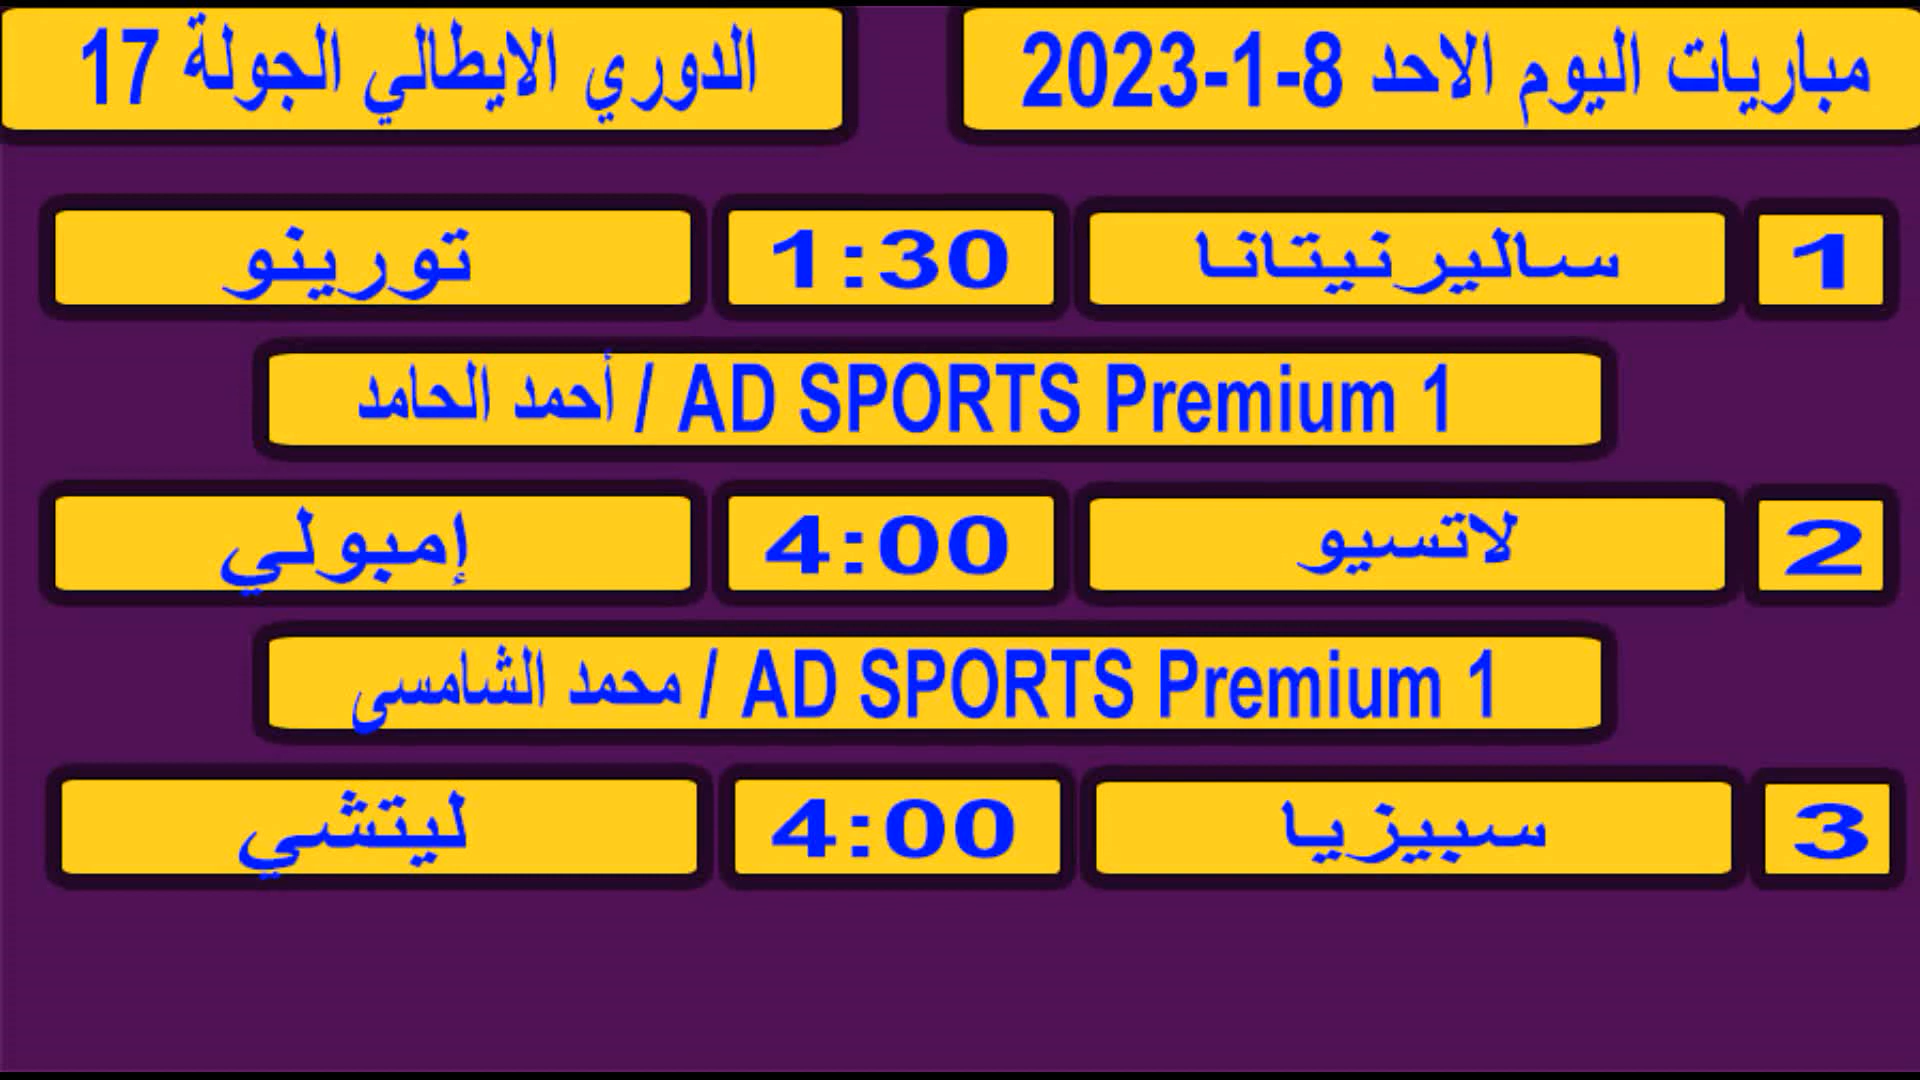 مباريات اليوم الاحد 8-1-2023
الدوري الايطالي الجولة 17
1 ساليرنيتانا 1:30 تورينو
AD SPORTS Premium 1 / أحمد الحامد
2 لاتسيو 4:00 إمبولي
AD SPORTS Premium 1 / محمد الشامسي
3 سبيزيا 4:00 ليتشي